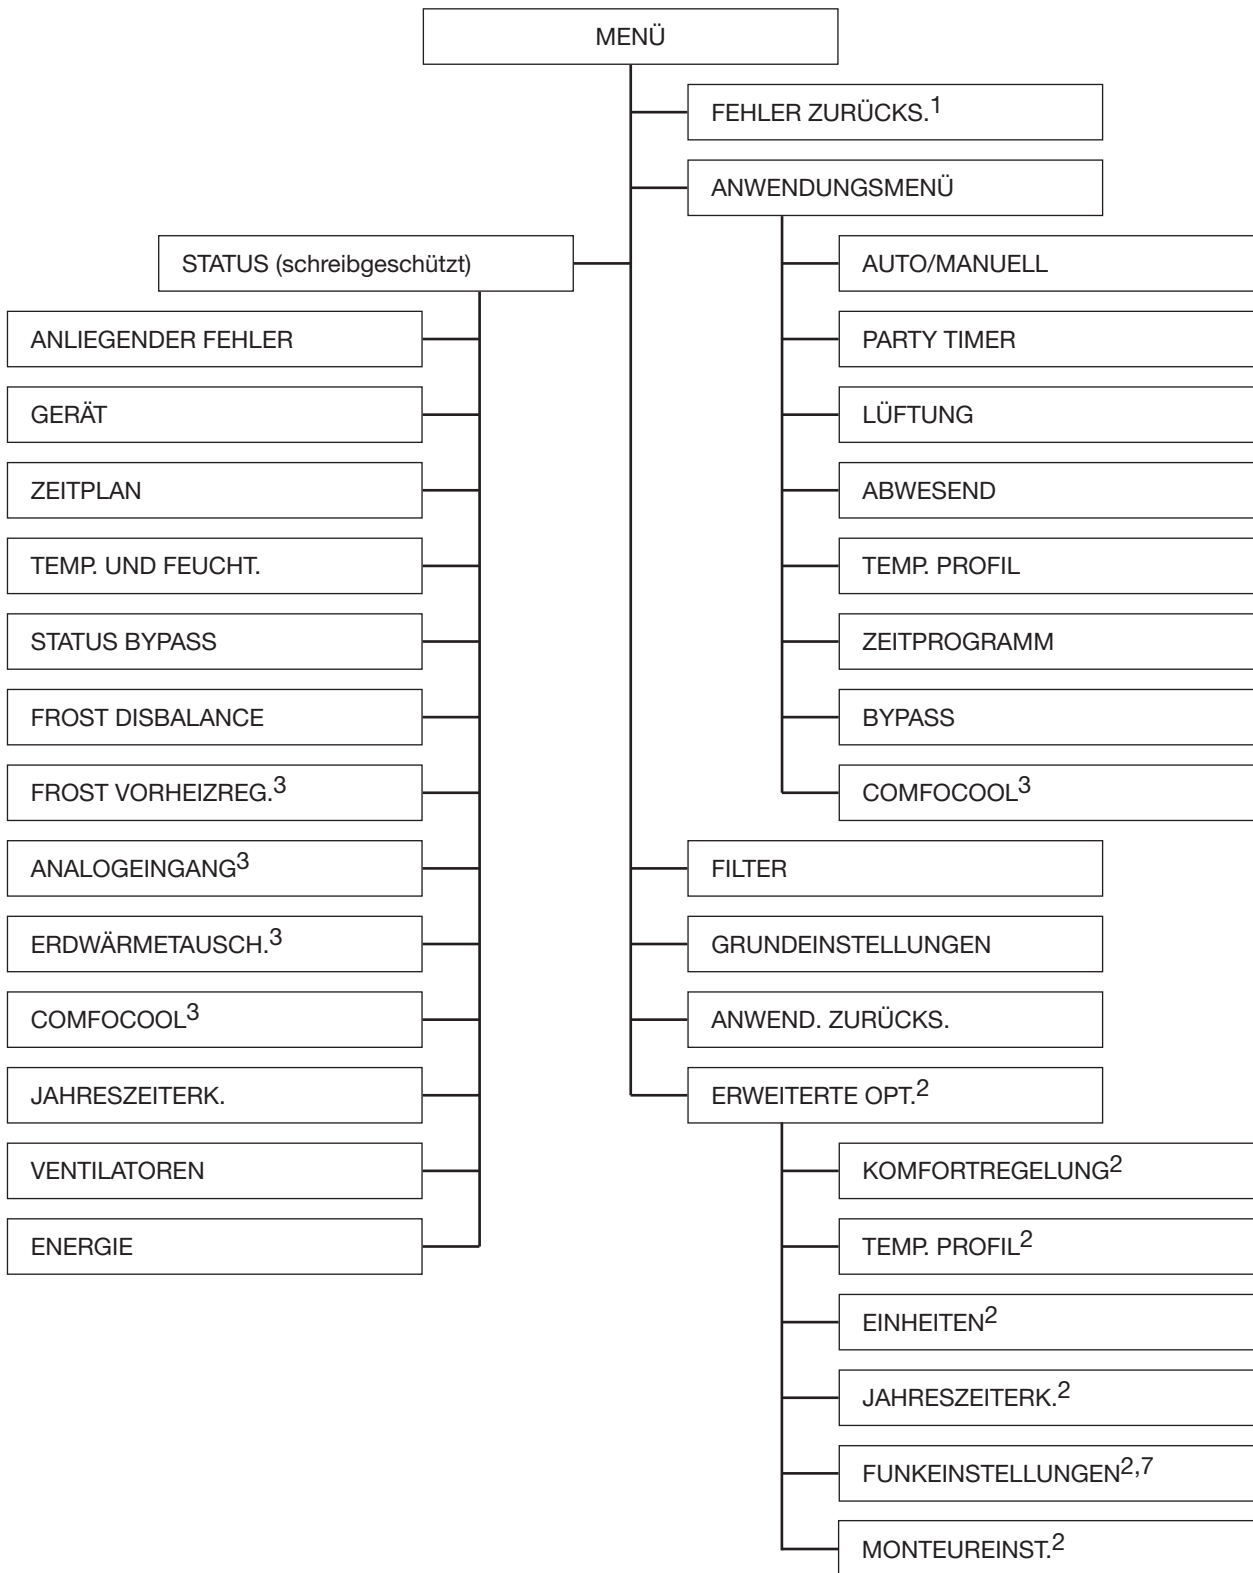 MENÜ
FEHLER ZURÜCKS.1
ANWENDUNGSMENÜ
AUTO/MANUELL
PARTY TIMER
LÜFTUNG
ABWESEND
TEMP. PROFIL
ZEITPROGRAMM
BYPASS
COMFOCOOL3
STATUS (schreibgeschützt)
ANLIEGENDER FEHLER
GERÄT
ZEITPLAN
TEMP. UND FEUCHT.
STATUS BYPASS
FROST DISBALANCE
FROST VORHEIZREG.3
ANALOGEINGANG3
ERDWÄRMETAUSCH.3
COMFOCOOL3
JAHRESZEITERK.
VENTILATOREN
ENERGIE
FILTER
GRUNDEINSTELLUNGEN
ANWEND. ZURÜCKS.
ERWEITERTE OPT.2
KOMFORTREGELUNG2
TEMP. PROFIL2
EINHEITEN2
JAHRESZEITERK.2
FUNKEINSTELLUNGEN2,7
MONTEUREINST.2